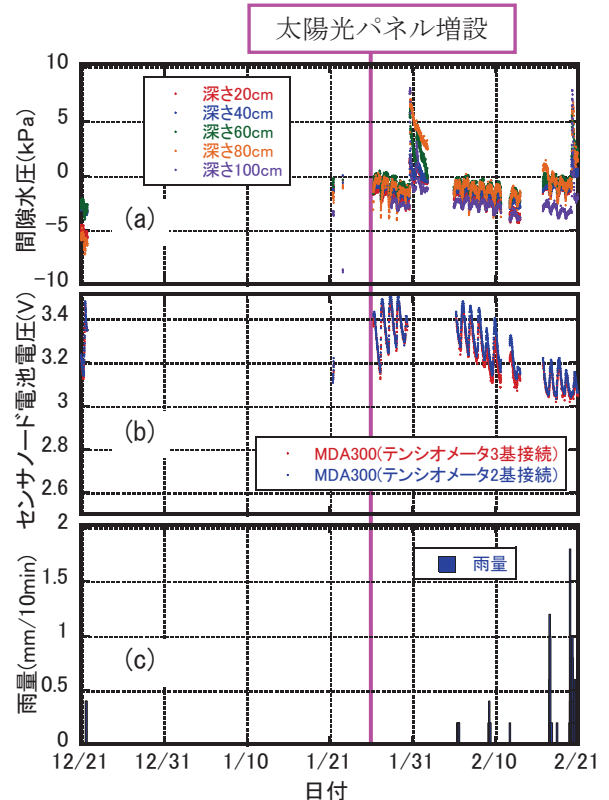 太陽光パネル増設
10
5
0
-5
-10
間隙水圧(kPa)
深さ20cm
深さ40cm
深さ60cm
深さ80cm
深さ100cm
(a)
3.4
3.2
3
2.8
2.6
センサノード電池電圧(V)
(b)
MDA300(テンシオメータ3基接続)
MDA300(テンシオメータ2基接続)
2
1.5
1
0.5
0
雨量(mm/10min)
雨量
(c)
12/21 12/31 1/10 1/21 1/31 2/10 2/21
日付